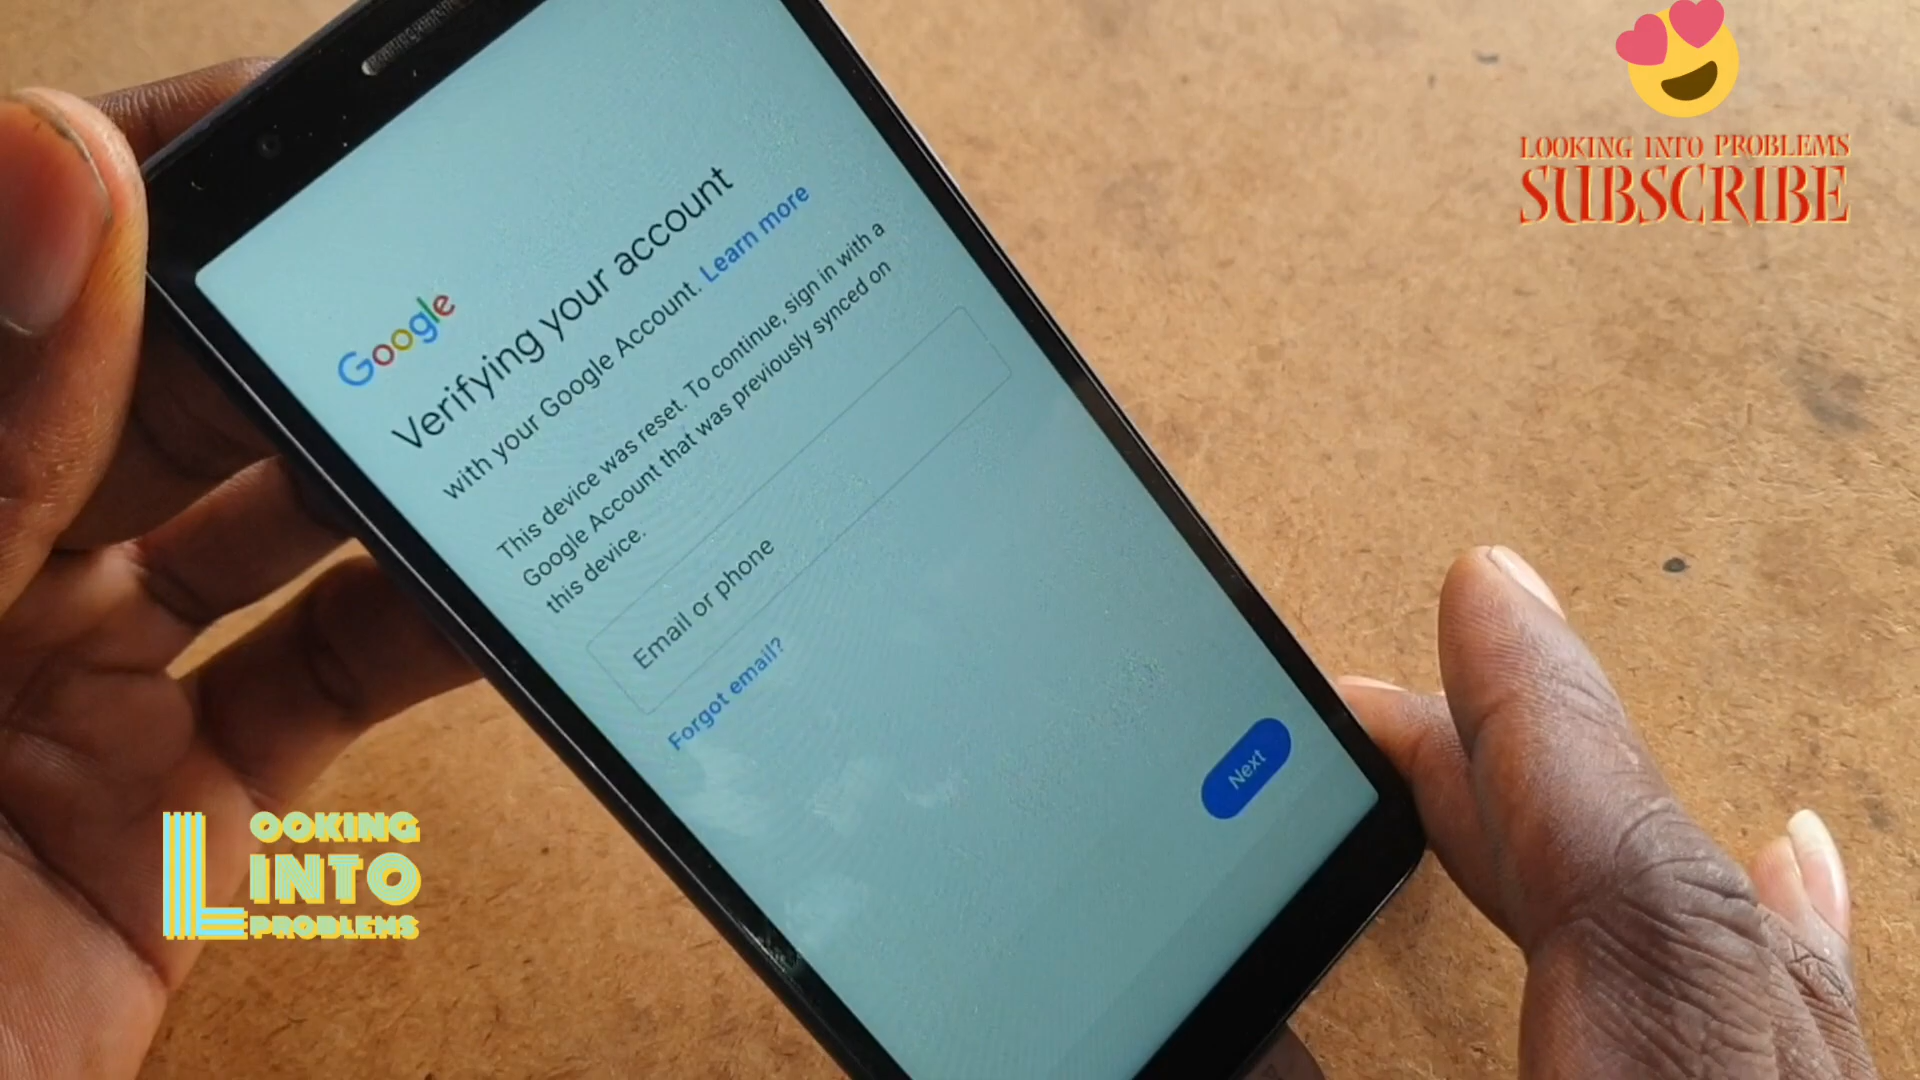 Google
Verifying your account
with your Google Account. Learn more
This device was reset. To continue, sign in with a
Google Account that was previously synced on
this device.
Email or phone
Forgot email?
Next
LOOKING INTO PROBLEMS
SUBSCRIBE
LOOKING
INTO
PROBLEMS